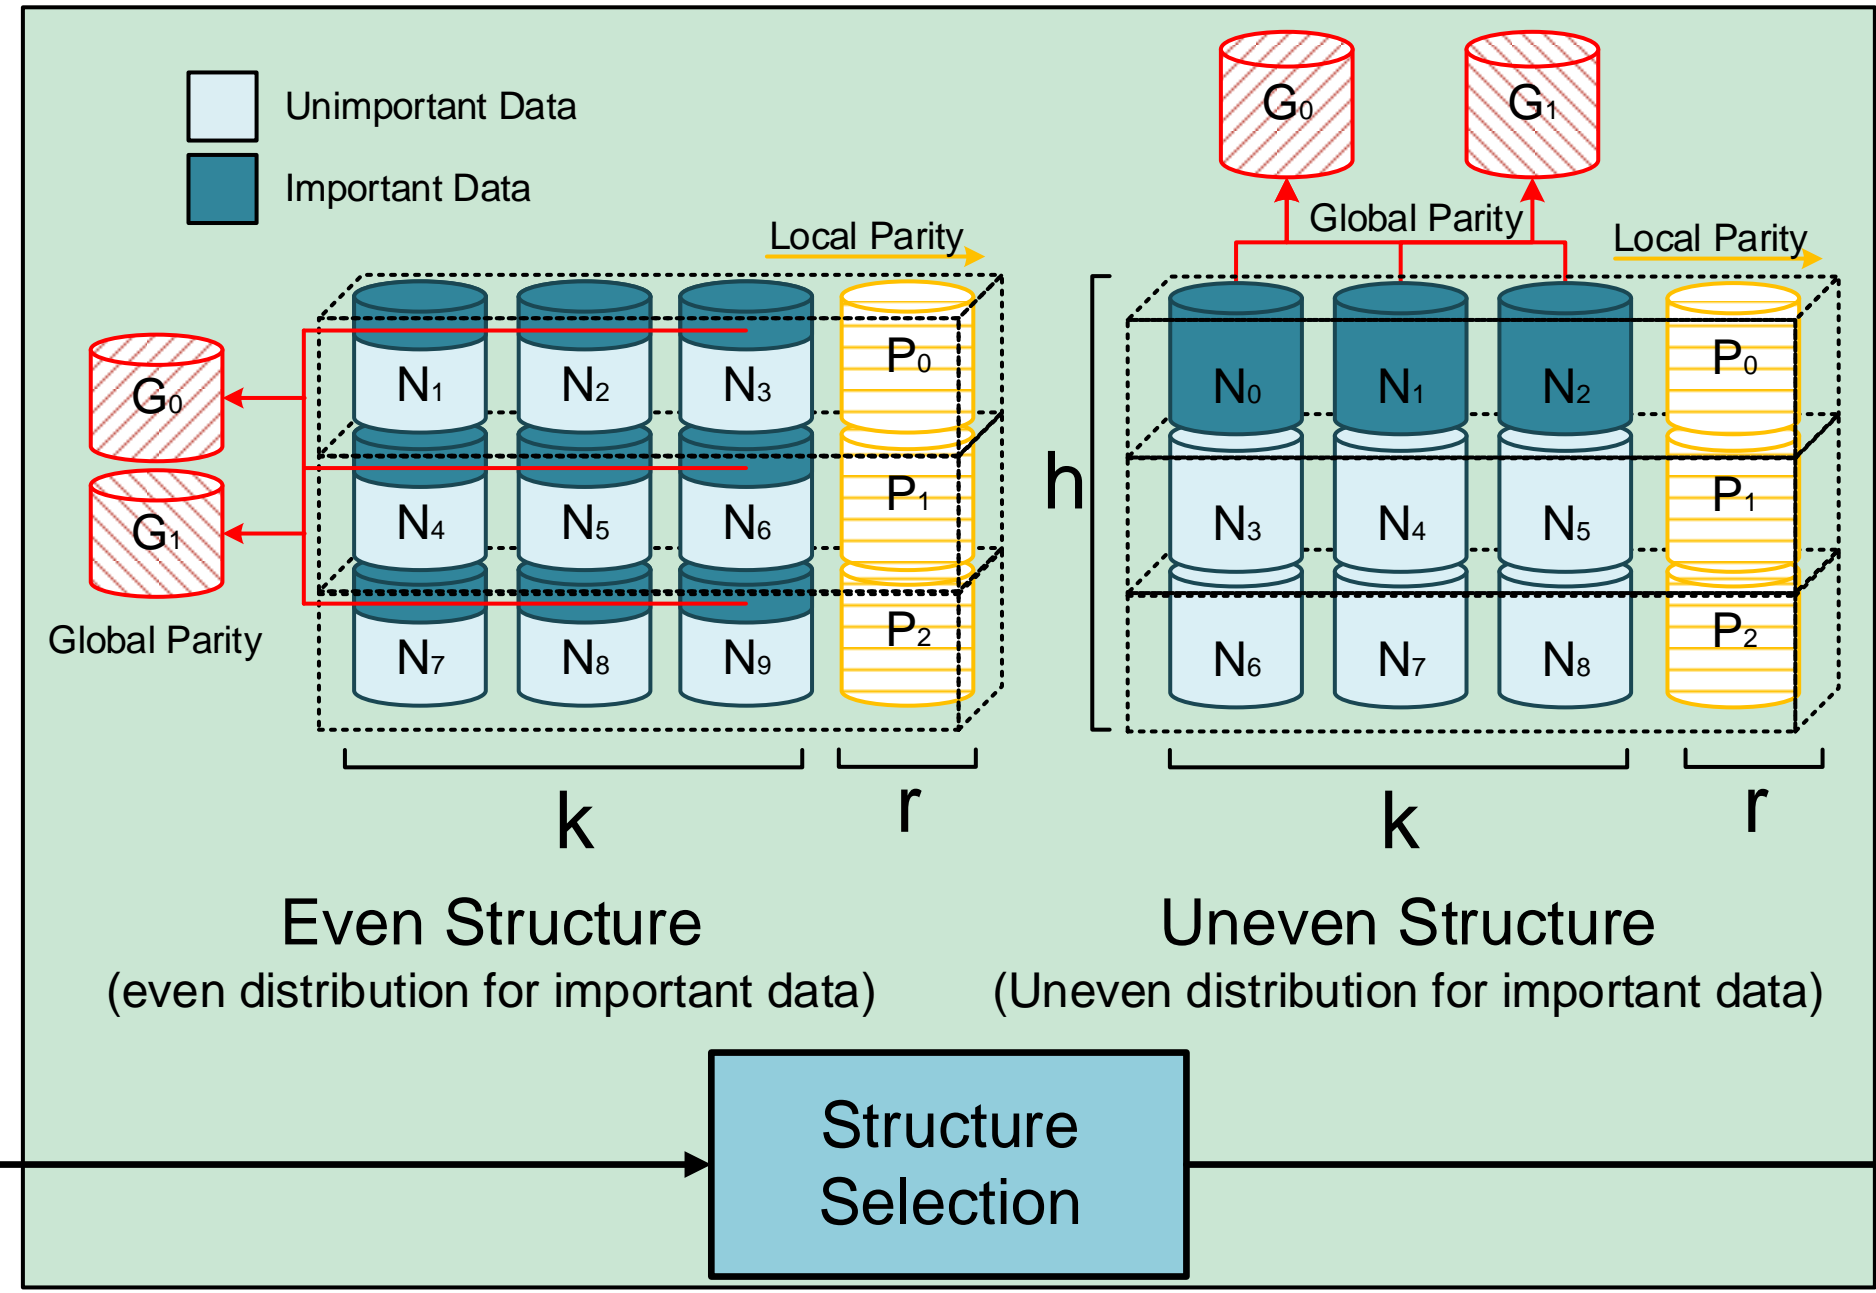 Unimportant Data
Important Data
Local Parity
G₀
G₁
Global Parity
N₁ N₂ N₃ P₀
N₄ N₅ N₆ P₁
N₇ N₈ N₉ P₂
k r
Even Structure
(even distribution for important data)
G₀ G₁
Global Parity
Local Parity
h
N₀ N₁ N₂ P₀
N₃ N₄ N₅ P₁
N₆ N₇ N₈ P₂
k r
Uneven Structure
(Uneven distribution for important data)
Structure
Selection